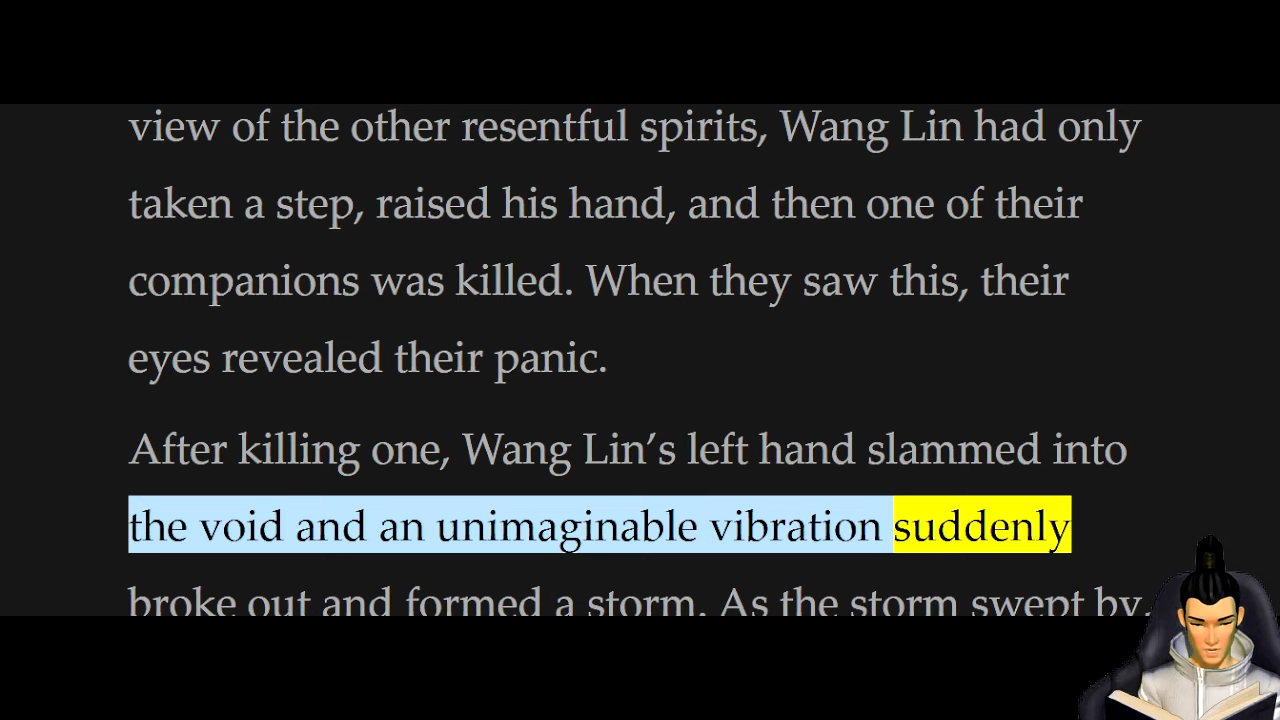 view of the other resentful spirits, Wang Lin had only
taken a step, raised his hand, and then one of their
companions was killed. When they saw this, their
eyes revealed their panic.
After killing one, Wang Lin’s left hand slammed into
the void and an unimaginable vibration suddenly
broke out and formed a storm. As the storm swept by,